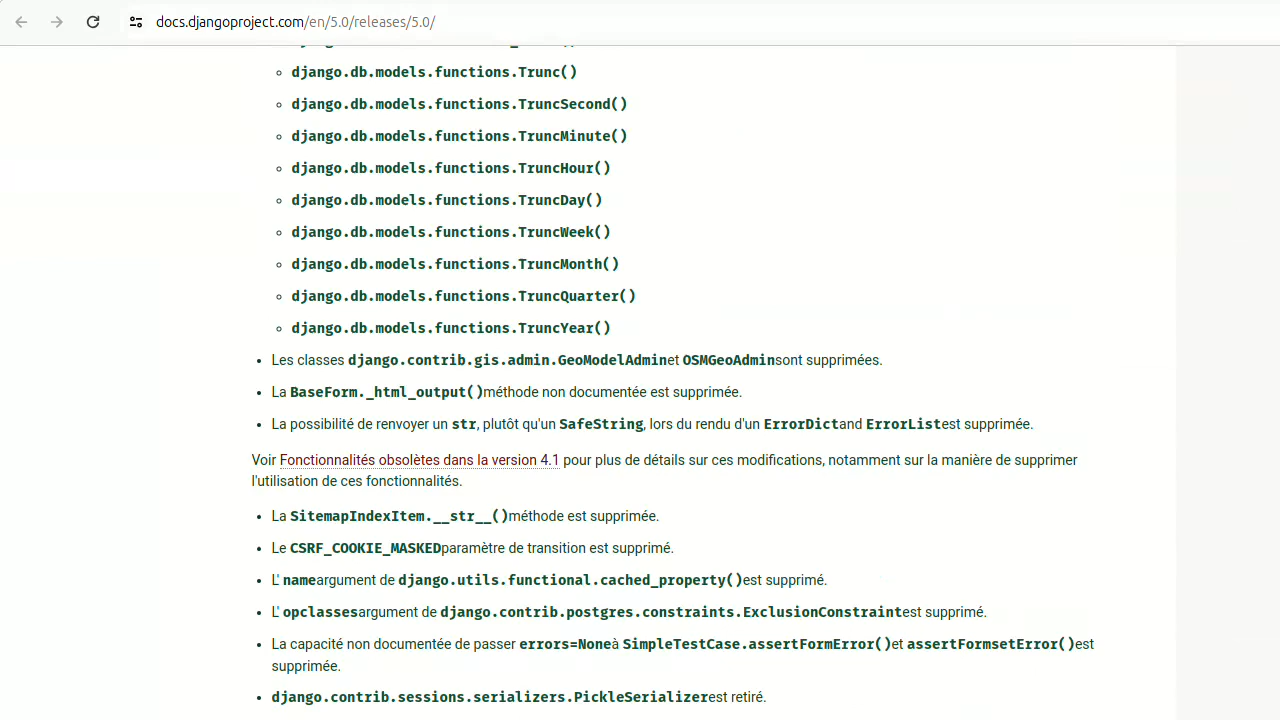 docs.djangoproject.com/en/5.0/releases/5.0/
django.db.models.functions.Trunc()
django.db.models.functions.TruncSecond()
django.db.models.functions.TruncMinute()
django.db.models.functions.TruncHour()
django.db.models.functions.TruncDay()
django.db.models.functions.TruncWeek()
django.db.models.functions.TruncMonth()
django.db.models.functions.TruncQuarter()
django.db.models.functions.TruncYear()
Les classes django.contrib.gis.admin.GeoModelAdminet OSMGeoAdminsont supprimées.
La BaseForm._html_output()méthode non documentée est supprimée.
La possibilité de renvoyer un str, plutôt qu'un SafeString, lors du rendu d'un ErrorDictand ErrorListest supprimée.
Voir Fonctionnalités obsolètes dans la version 4.1 pour plus de détails sur ces modifications, notamment sur la manière de supprimer
l'utilisation de ces fonctionnalités.
La SitemapIndexItem.__str__()méthode est supprimée.
Le CSRF_COOKIE_MASKEDparamètre de transition est supprimé.
L' nameargument de django.utils.functional.cached_property()est supprimé.
L' opclassesargument de django.contrib.postgres.constraints.ExclusionConstraintest supprimé.
La capacité non documentée de passer errors=Noneà SimpleTestCase.assertFormError()et assertFormsetError()est
supprimée.
django.contrib.sessions.serializers.PickleSerializerest retiré.